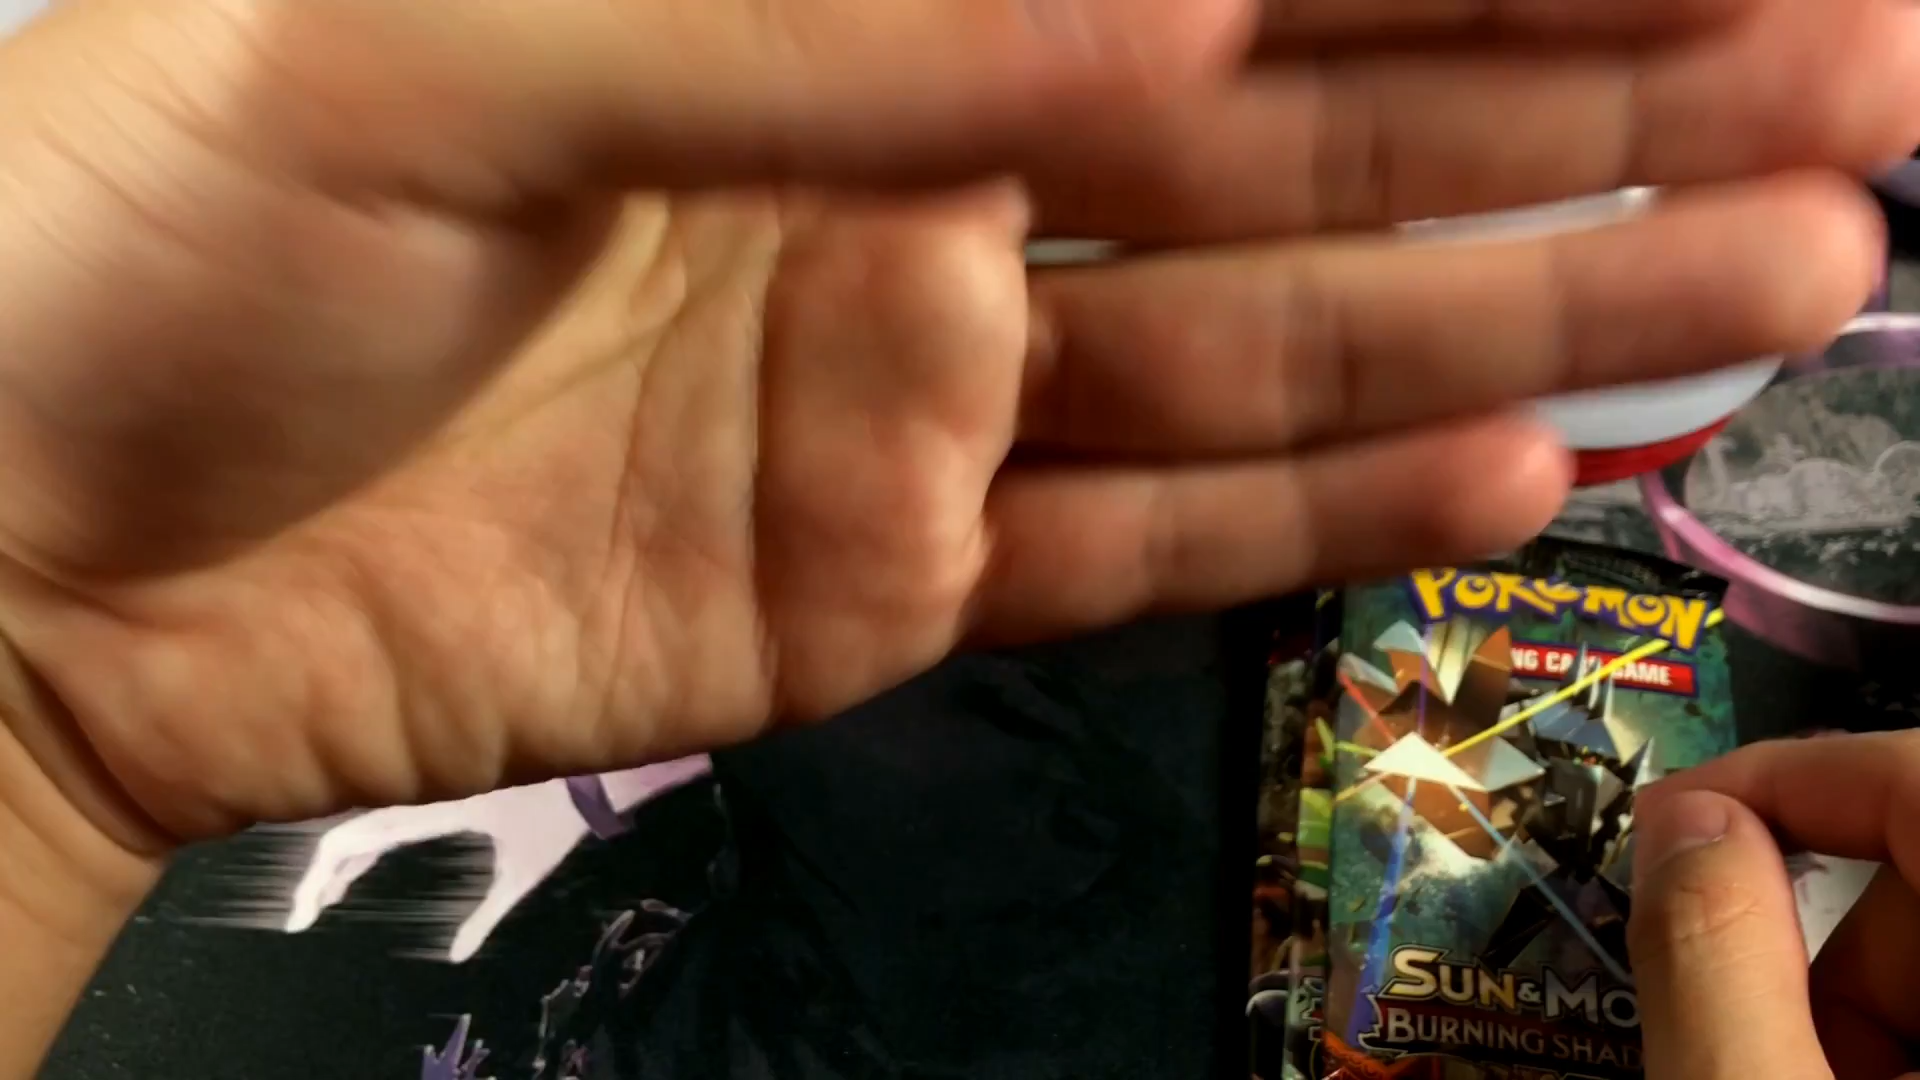 POKÉMON
NG CARD GAME
SUN & MO
BURNING SHAD